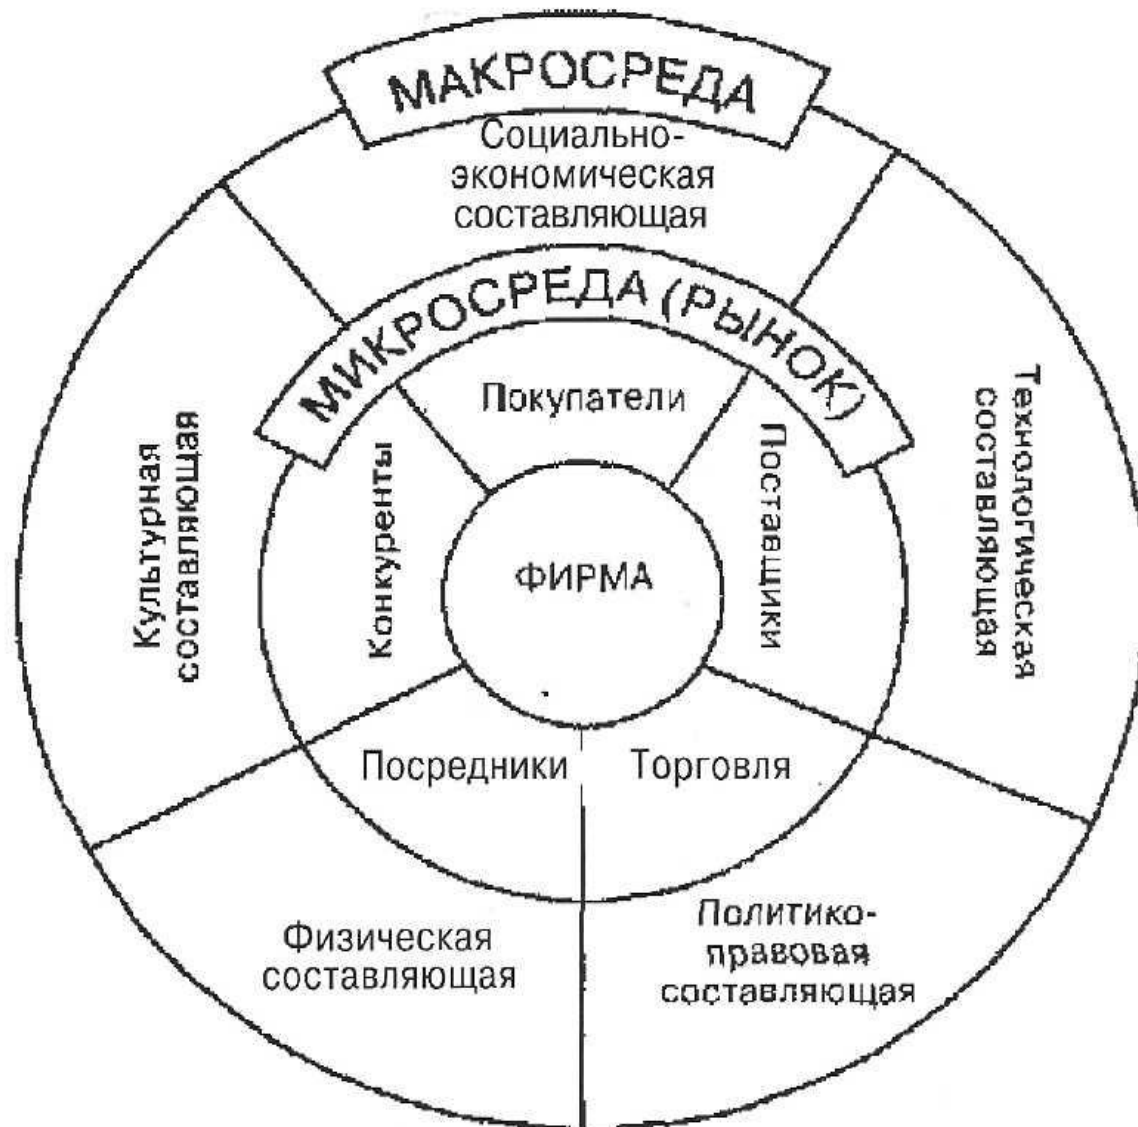 МАКРОСРЕДА
Социально-
экономическая
составляющая
МИКРОСРЕДА (РЫНОК)
Покупатели
Конкуренты
Поставщики
ФИРМА
Культурная
составляющая
Технологическая
составляющая
Посредники
Торговля
Физическая
составляющая
Политико-
правовая
составляющая